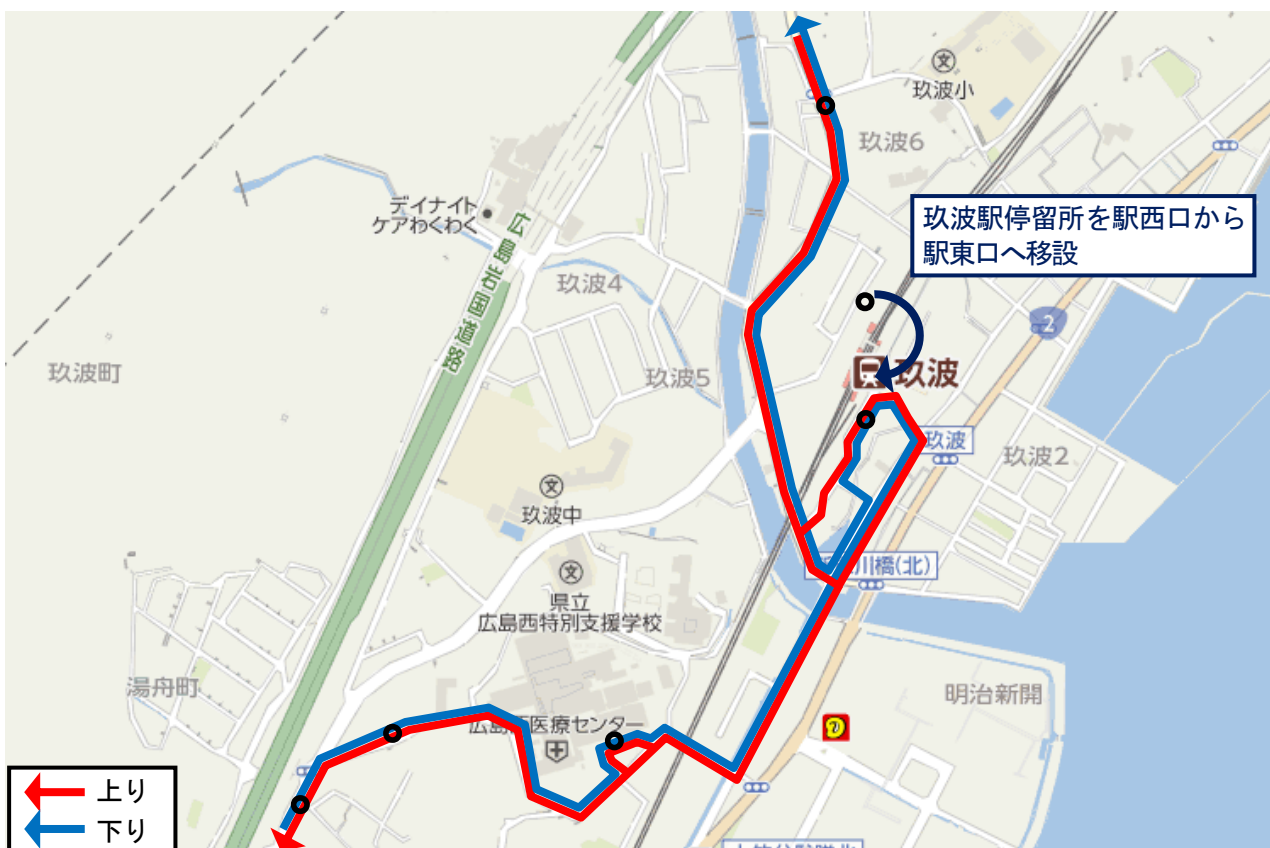 玖波小
玖波6
デイナイト
ケアわくわく
広島岩国道路
玖波駅停留所を駅西口から
駅東口へ移設
玖波4
2
玖波町
玖波5
玖波
玖波
玖波2
玖波中
川橋(北)
県立
広島西特別支援学校
湯舟町
明治新開
医療センター
上り
下り